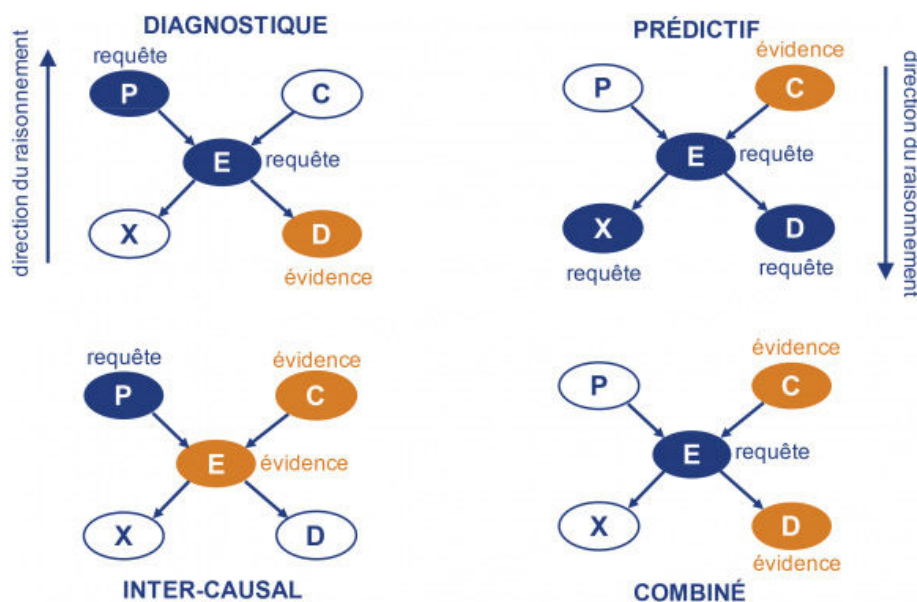 DIAGNOSTIQUE
requête
P
C
E
requête
X
D
évidence
direction du raisonnement
PRÉDICTIF
évidence
P
C
E
requête
X
D
requête
requête
direction du raisonnement
requête
évidence
P
C
E
évidence
X
D
INTER-CAUSAL
évidence
P
C
E
requête
X
D
évidence
COMBINÉ